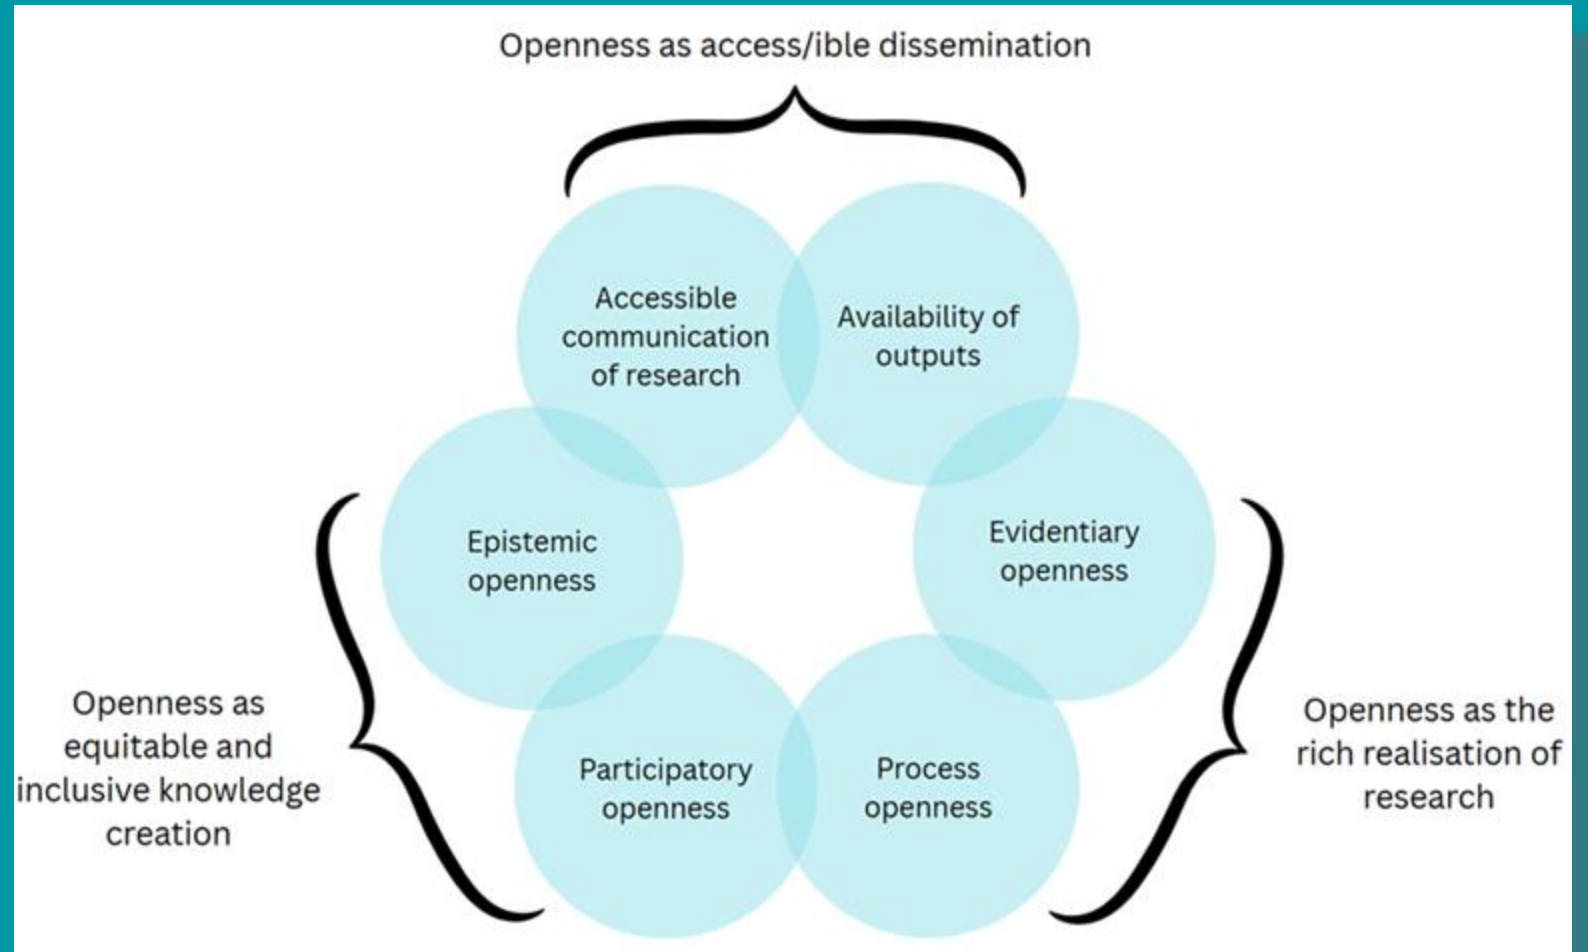 Openness as access/ible dissemination
Accessible
communication
of research
Availability of
outputs
Epistemic
openness
Evidentiary
openness
Openness as
equitable and
inclusive knowledge
creation
Participatory
openness
Process
openness
Openness as the
rich realisation of
research